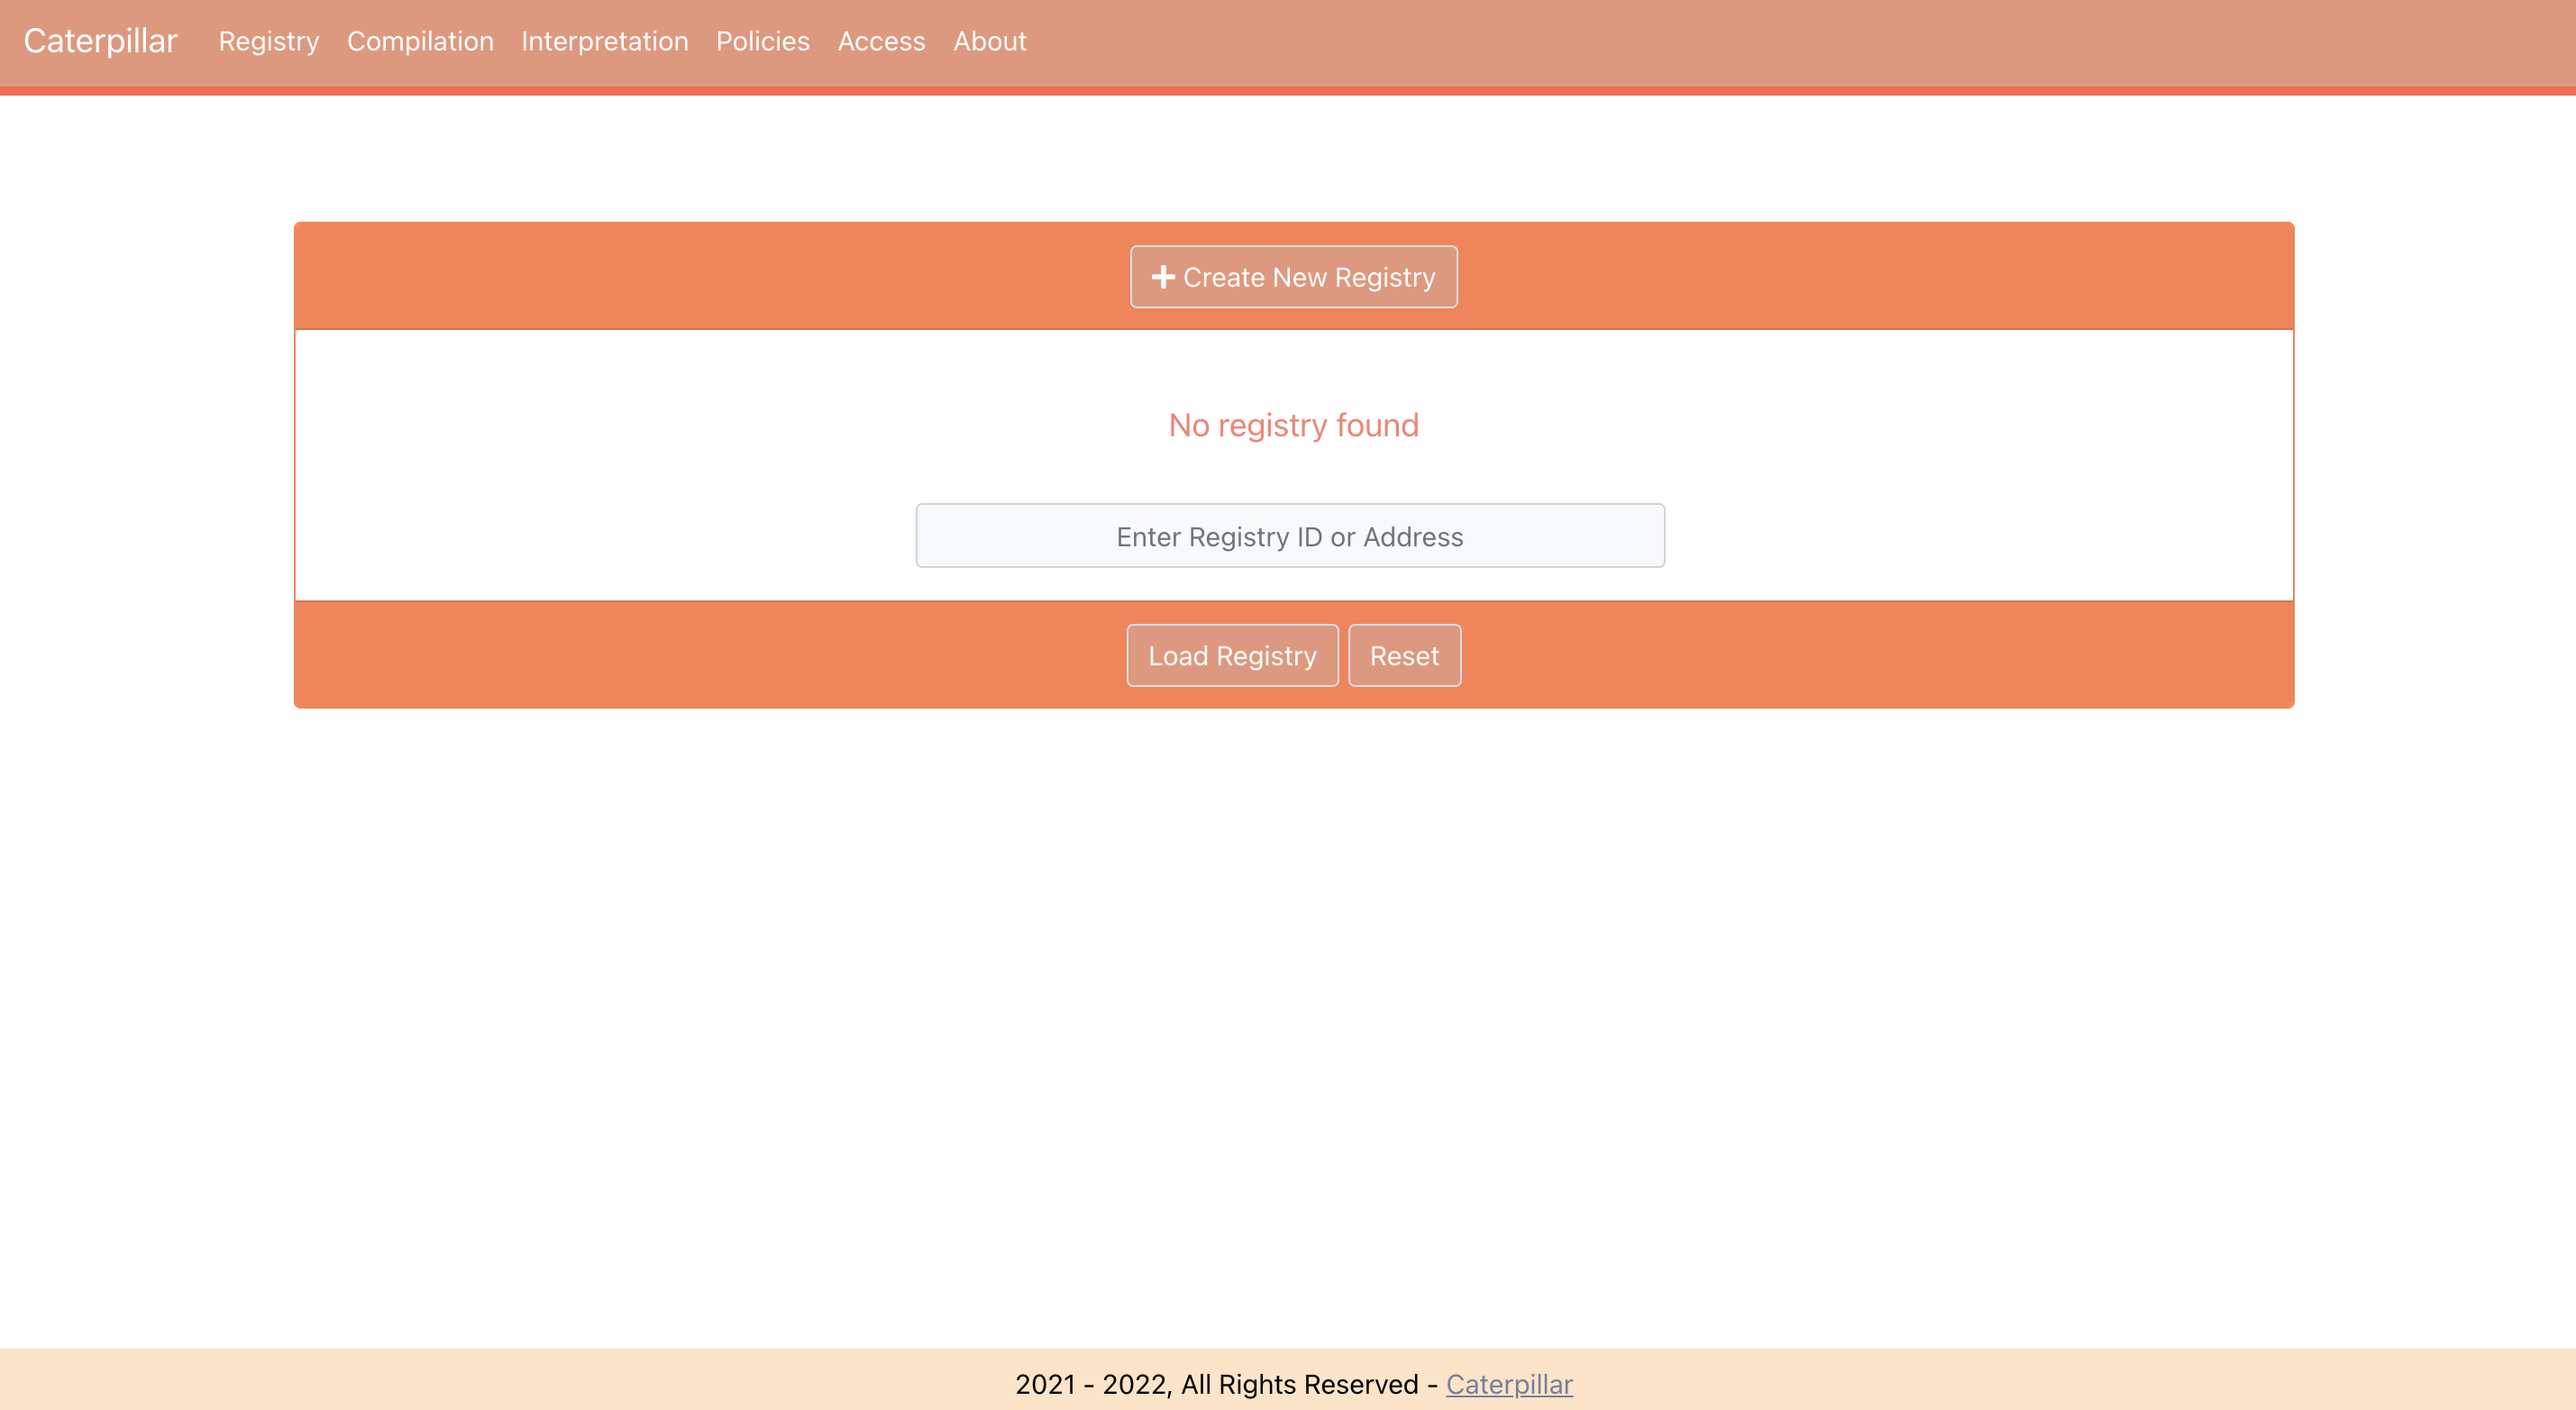 Caterpillar Registry Compilation Interpretation Policies Access About
Create New Registry
No registry found
Enter Registry ID or Address
Load Registry Reset
2021 - 2022, All Rights Reserved - Caterpillar